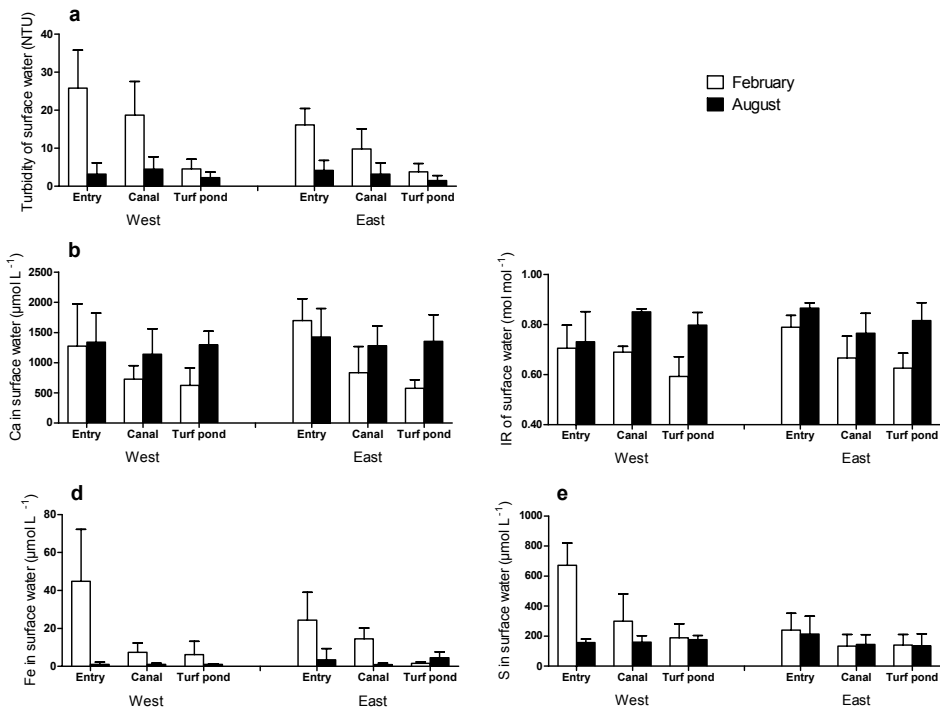 a
Turbidity of surface water (NTU)
40
30
20
10
0
Entry Canal Turf pond Entry Canal Turf pond
West East
February
August
b
Ca in surface water (µmol L -1)
2500
2000
1500
1000
500
0
Entry Canal Turf pond Entry Canal Turf pond
West East
IR of surface water (mol mol-1)
1.00
0.80
0.60
0.40
Entry Canal Turf pond Entry Canal Turf pond
West East
d
Fe in surface water (µmol L -1)
80
60
40
20
0
Entry Canal Turf pond Entry Canal Turf pond
West East
e
S in surface water (µmol L -1)
1000
800
600
400
200
0
Entry Canal Turf pond Entry Canal Turf pond
West East